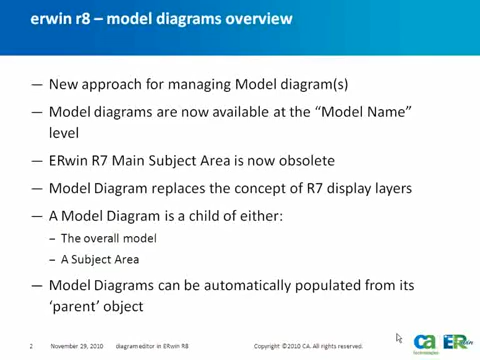 erwin r8 – model diagrams overview
— New approach for managing Model diagram(s)
— Model diagrams are now available at the “Model Name”
level
— ERwin R7 Main Subject Area is now obsolete
— Model Diagram replaces the concept of R7 display layers
— A Model Diagram is a child of either:
– The overall model
– A Subject Area
— Model Diagrams can be automatically populated from its
‘parent’ object
2 November 29, 2010 diagram editor in ERwin R8 Copyright ©2010 CA. All rights reserved.
ca ER
technologies